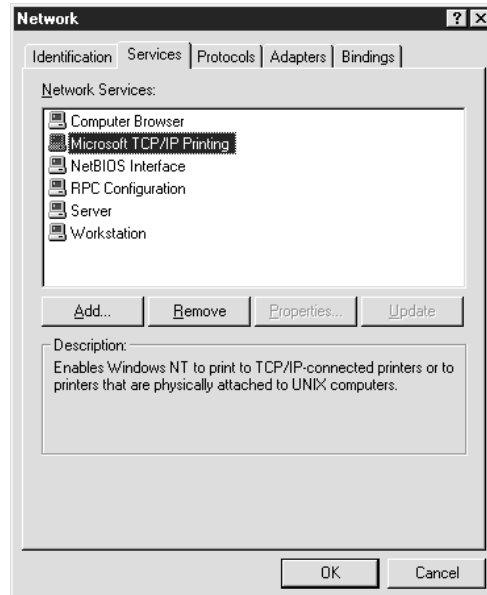 Network
Identification Services Protocols Adapters Bindings
Network Services:
Computer Browser
Microsoft TCP/IP Printing
NetBIOS Interface
RPC Configuration
Server
Workstation
Add... Remove Properties... Update
Description:
Enables Windows NT to print to TCP/IP-connected printers or to
printers that are physically attached to UNIX computers.
OK Cancel